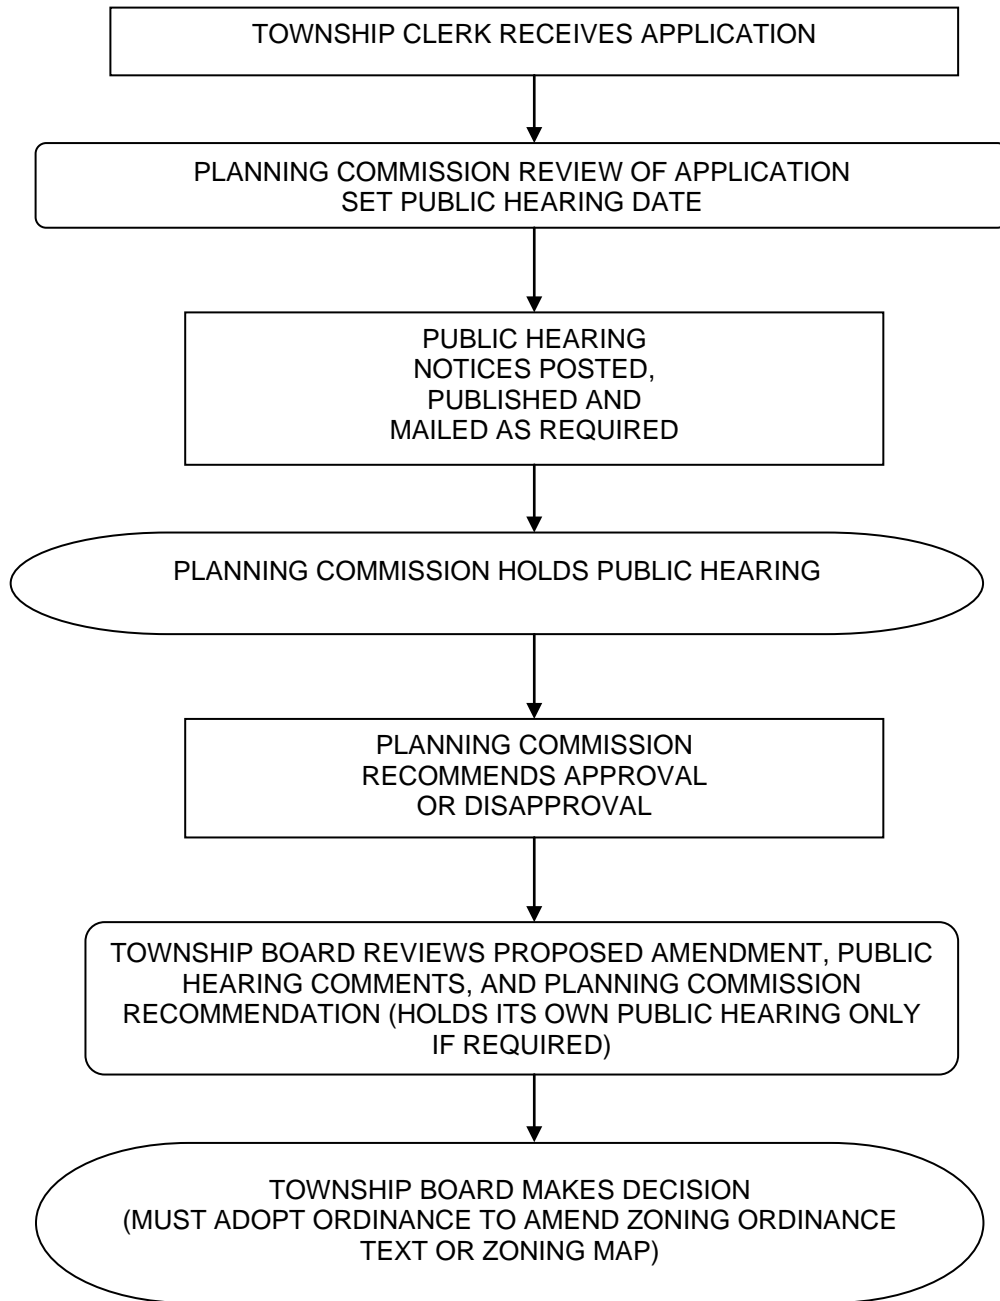 TOWNSHIP CLERK RECEIVES APPLICATION
PLANNING COMMISSION REVIEW OF APPLICATION
SET PUBLIC HEARING DATE
PUBLIC HEARING
NOTICES POSTED,
PUBLISHED AND
MAILED AS REQUIRED
PLANNING COMMISSION HOLDS PUBLIC HEARING
PLANNING COMMISSION
RECOMMENDS APPROVAL
OR DISAPPROVAL
TOWNSHIP BOARD REVIEWS PROPOSED AMENDMENT, PUBLIC
HEARING COMMENTS, AND PLANNING COMMISSION
RECOMMENDATION (HOLDS ITS OWN PUBLIC HEARING ONLY
IF REQUIRED)
TOWNSHIP BOARD MAKES DECISION
(MUST ADOPT ORDINANCE TO AMEND ZONING ORDINANCE
TEXT OR ZONING MAP)